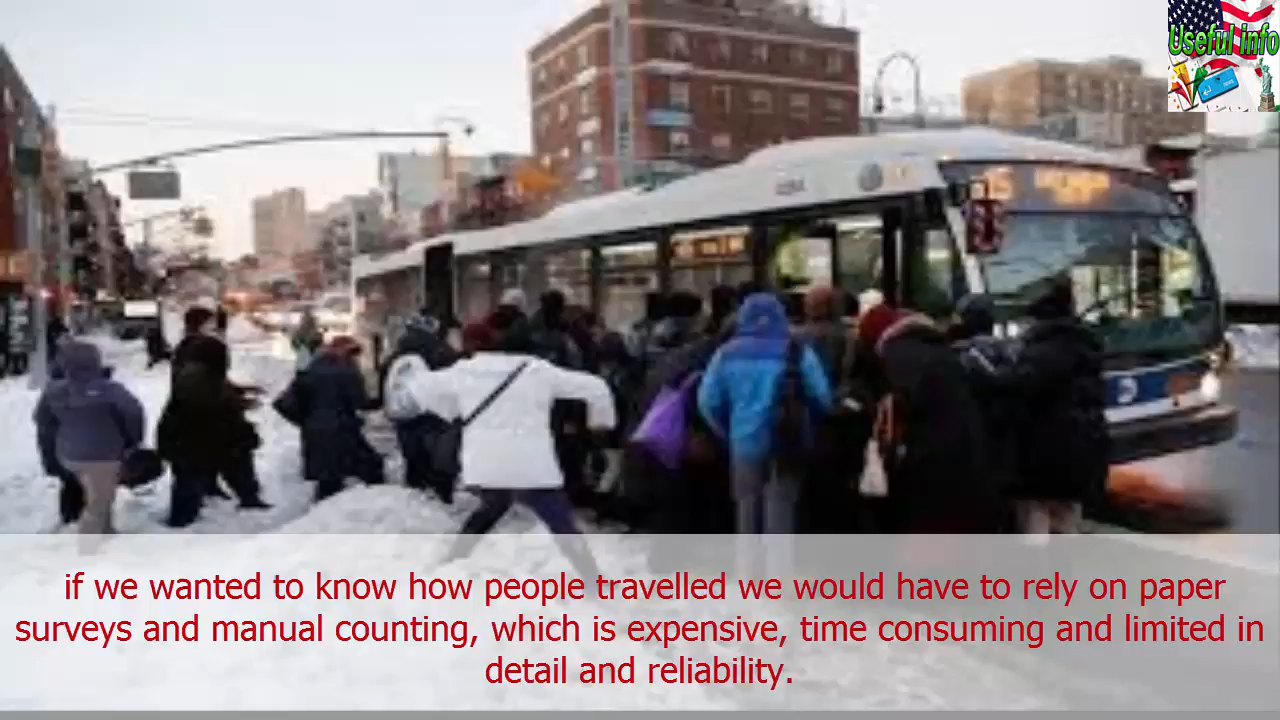 Useful info
if we wanted to know how people travelled we would have to rely on paper
surveys and manual counting, which is expensive, time consuming and limited in
detail and reliability.